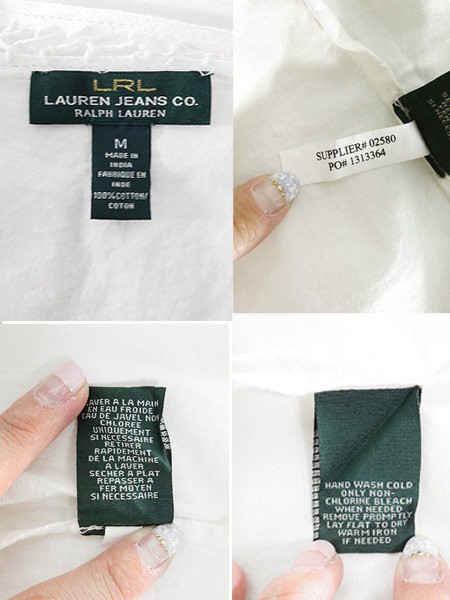 LRL
LAUREN JEANS CO.
RALPH LAUREN
M
MADE IN
INDIA
FABRIQUE EN
INDE
100%COTTON/
COTON
SUPPLIER# 02580
PO# 1313364
LAVER A LA MAIN
EN EAU FROIDE
EAU DE JAVEL NON
CHLOREE
UNIQUEMENT
SI NECESSAIRE
RETIRER
RAPIDEMENT
DE LA MACHINE
A LAVER
SECHER A PLAT
REPASSER A
FER MOYEN
SI NECESSAIRE
HAND WASH COLD
ONLY NON-
CHLORINE BLEACH
WHEN NEEDED
REMOVE PROMPTLY
LAY FLAT TO DRY
WARM IRON
IF NEEDED